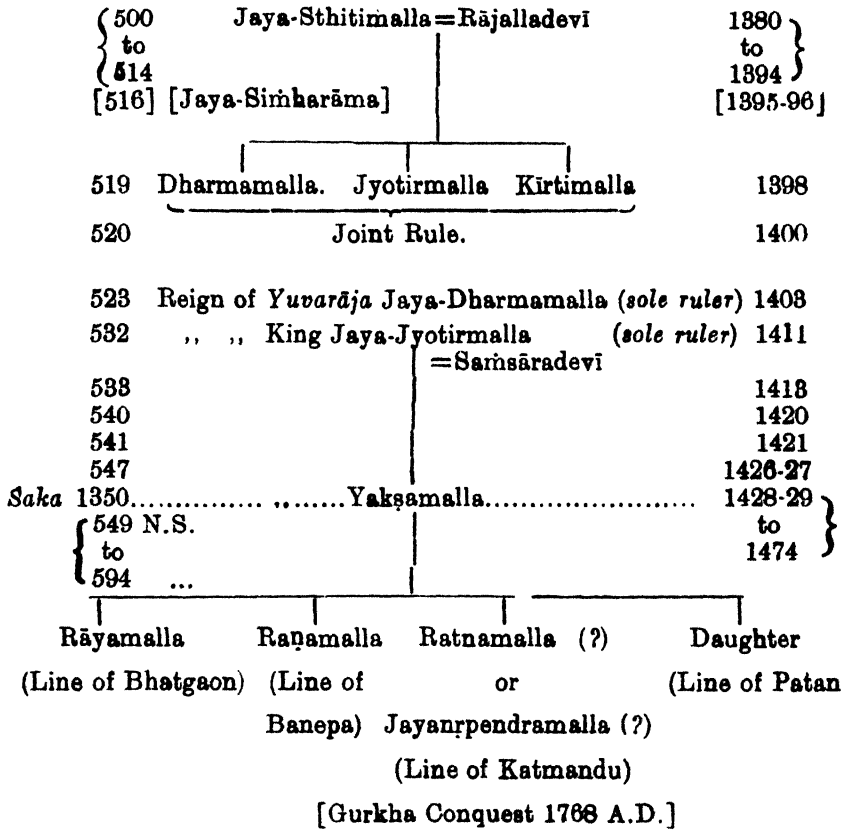 500 Jaya-Sthitimalla=Rājalladevī 1380
to to
514 1394
[516] [Jaya-Siṁharāma] [1395-96]
519 Dharmamalla. Jyotirmalla Kīrtimalla 1398
520 Joint Rule. 1400
523 Reign of Yuvarāja Jaya-Dharmamalla (sole ruler) 1403
532 ,, ,, King Jaya-Jyotirmalla (sole ruler) 1411
=Saṁsāradevī
533 1413
540 1420
541 1421
547 1426-27
Saka 1350............... ,,......Yakṣamalla....................... 1428-29
549 N.S. to
to 1474
594 ...
Rāyamalla Raṇamalla Ratnamalla (?) Daughter
(Line of Bhatgaon) (Line of or (Line of Patan
Banepa) Jayanṛpendramalla (?)
(Line of Katmandu)
[Gurkha Conquest 1768 A.D.]